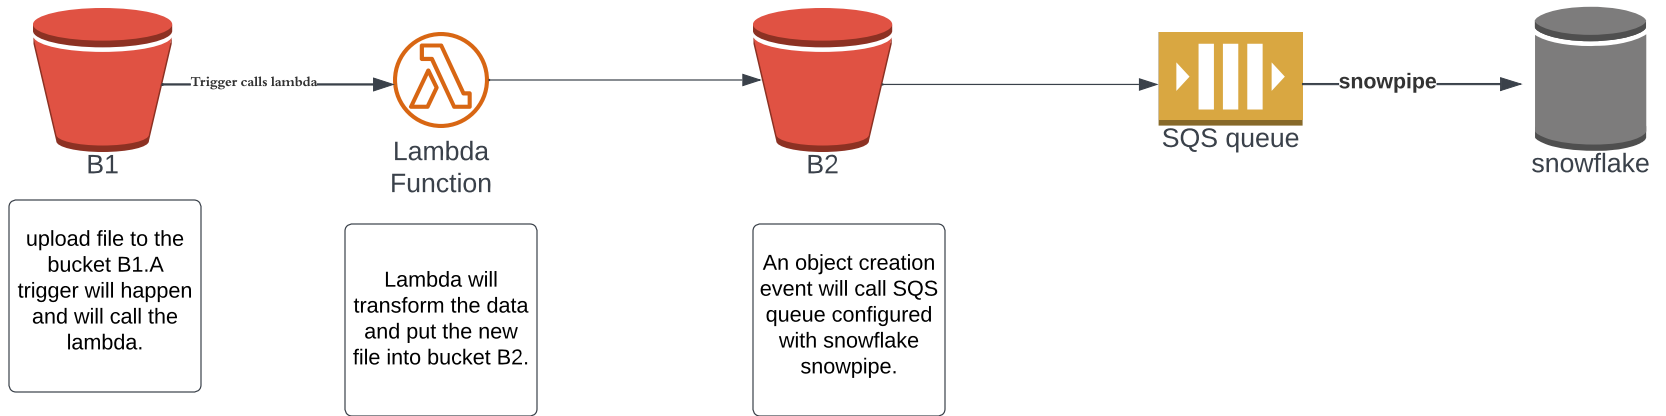 Trigger calls lambda
snowpipe
B1
Lambda
Function
B2
SQS queue
snowflake
upload file to the
bucket B1.A
trigger will happen
and will call the
lambda.
Lambda will
transform the data
and put the new
file into bucket B2.
An object creation
event will call SQS
queue configured
with snowflake
snowpipe.